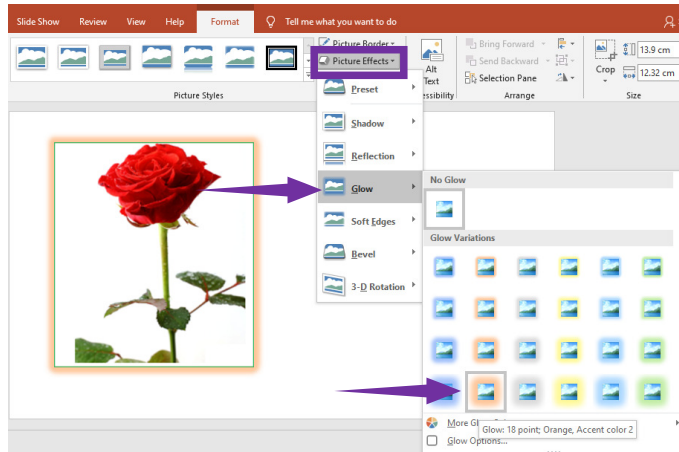 Slide Show Review View Help Format Tell me what you want to do
Picture Border
Picture Effects
Alt
Text
Bring Forward
Send Backward
Selection Pane
Crop
13.9 cm
12.32 cm
Picture Styles
essibility
Arrange
Size
Preset
Shadow
Reflection
Glow
Soft Edges
Bevel
3-D Rotation
No Glow
Glow Variations
More Gl
Glow: 18 point; Orange, Accent color 2
Glow Options...